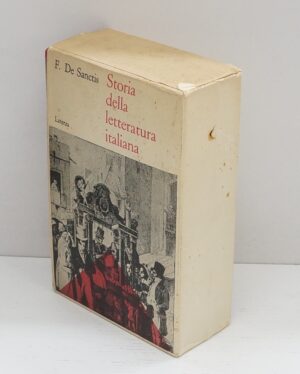 F. De Sanctis
Storia
della
letteratura
italiana
Laterza